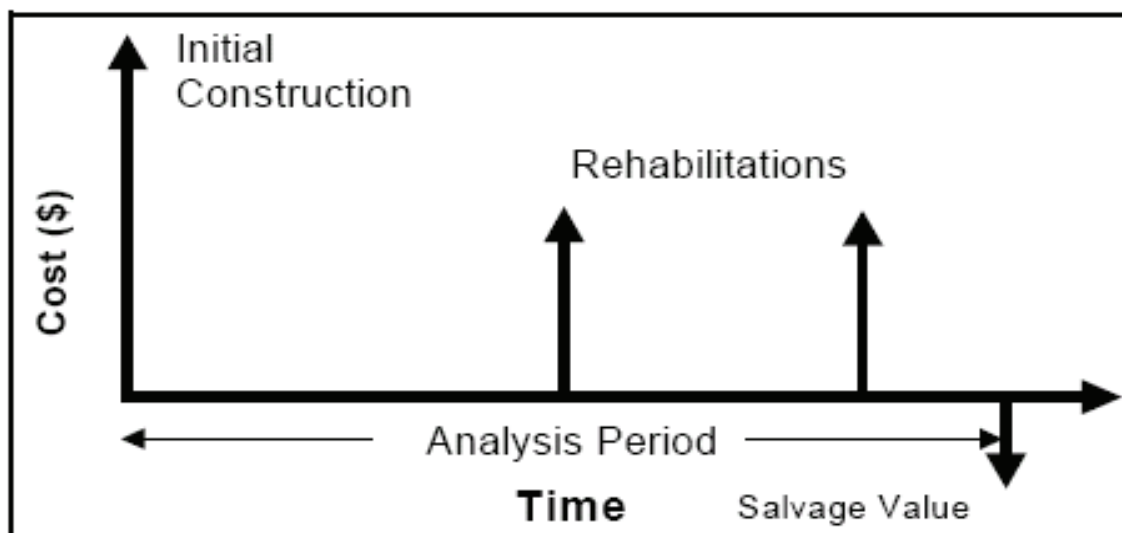 Initial
Construction
Rehabilitations
Cost ($)
Analysis Period
Time
Salvage Value